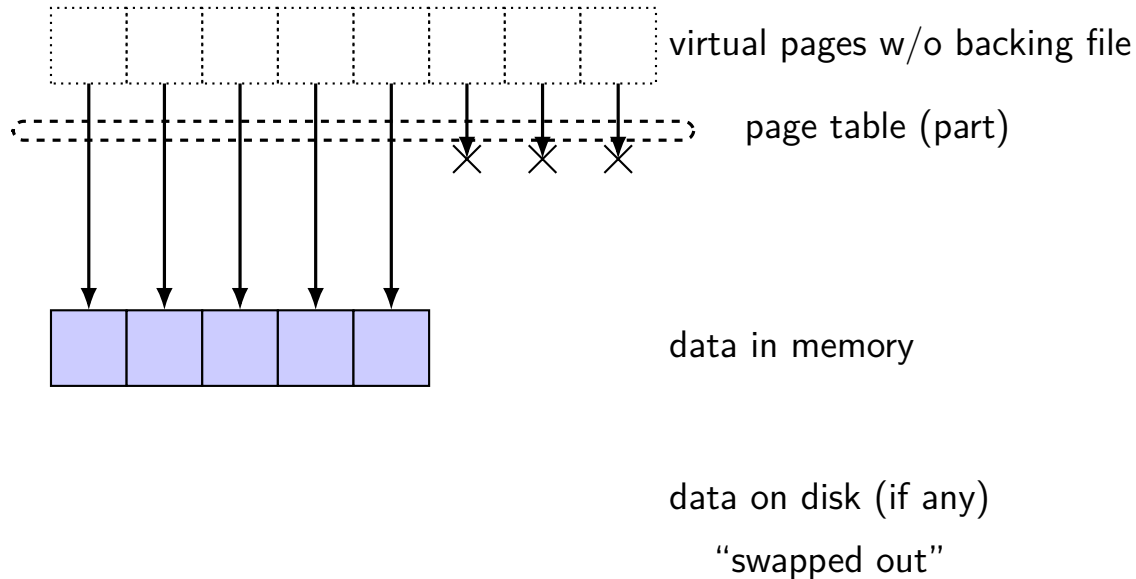 virtual pages w/o backing file
page table (part)
data in memory
data on disk (if any)
“swapped out”